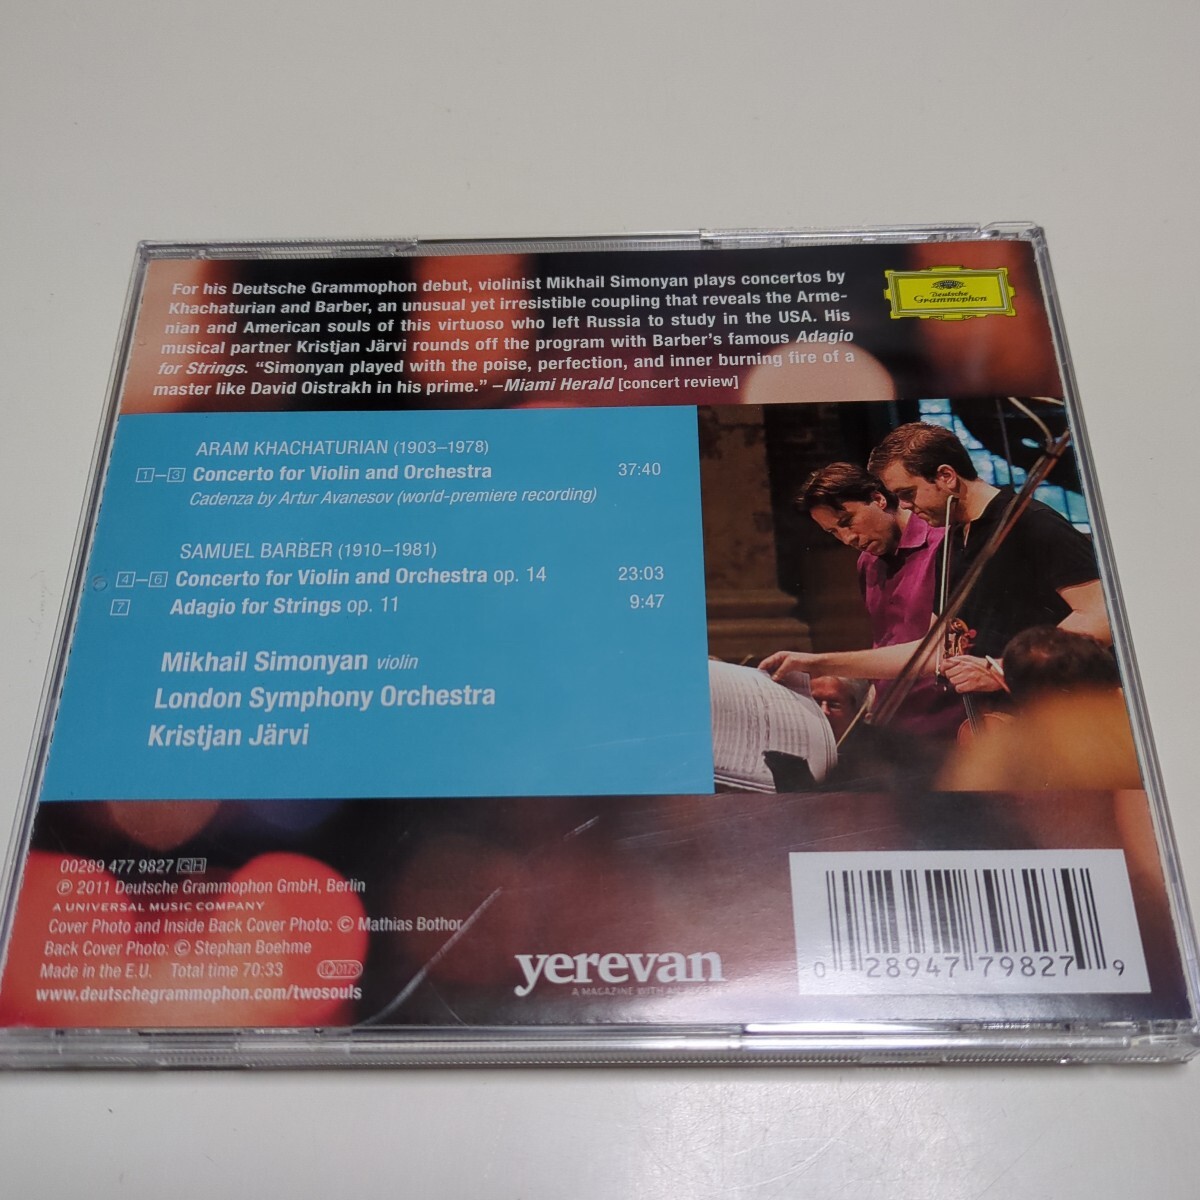 For his Deutsche Grammophon debut, violinist Mikhail Simonyan plays concertos by
Khachaturian and Barber, an unusual yet irresistible coupling that reveals the Arme-
nian and American souls of this virtuoso who left Russia to study in the USA. His
musical partner Kristjan Järvi rounds off the program with Barber's famous Adagio
for Strings. “Simonyan played with the poise, perfection, and inner burning fire of a
master like David Oistrakh in his prime.” –Miami Herald [concert review]
Deutsche
Grammophon
ARAM KHACHATURIAN (1903–1978)
1–3 Concerto for Violin and Orchestra 37:40
Cadenza by Artur Avanesov (world-premiere recording)
SAMUEL BARBER (1910–1981)
4–6 Concerto for Violin and Orchestra op. 14 23:03
7 Adagio for Strings op. 11 9:47
Mikhail Simonyan violin
London Symphony Orchestra
Kristjan Järvi
00289 477 9827 GH
℗ 2011 Deutsche Grammophon GmbH, Berlin
A UNIVERSAL MUSIC COMPANY
Cover Photo and Inside Back Cover Photo: © Mathias Bothor
Back Cover Photo: © Stephan Boehme
Made in the E.U. Total time 70:33 LC 0173
www.deutschegrammophon.com/twosouls
yerevan
A MAGAZINE WITH
0 28947 79827 9